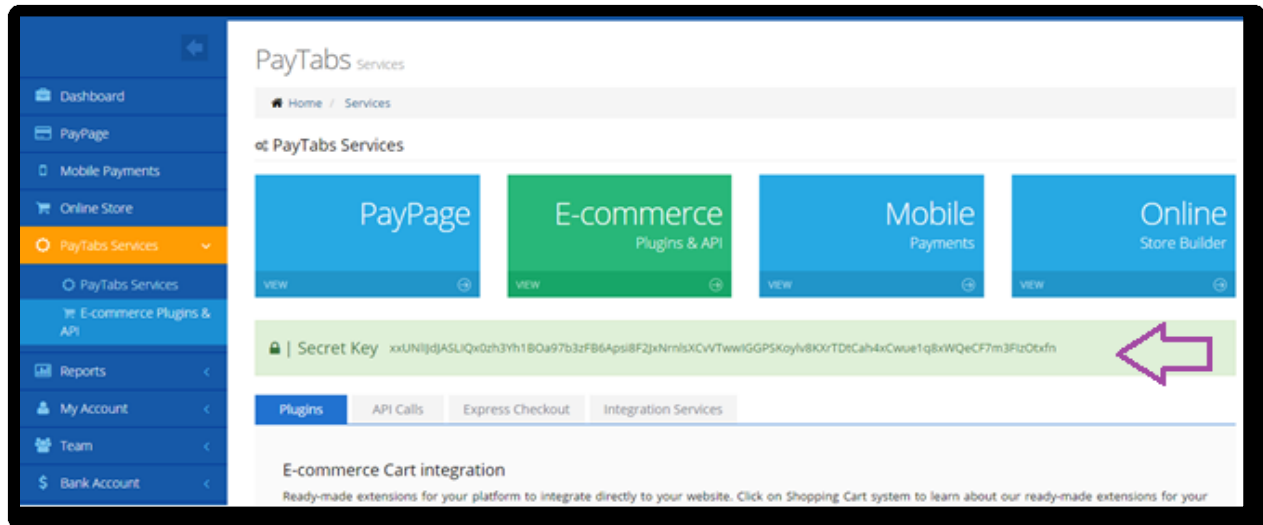 PayTabs Services
Home / Services
PayTabs Services
Dashboard
PayPage
Mobile Payments
Online Store
PayTabs Services
PayTabs Services
E-commerce Plugins &
API
Reports
My Account
Team
$ Bank Account
PayPage
VIEW
E-commerce
Plugins & API
VIEW
Mobile
Payments
VIEW
Online
Store Builder
VIEW
| Secret Key
Plugins
API Calls
Express Checkout
Integration Services
E-commerce Cart integration
Ready-made extensions for your platform to integrate directly to your website. Click on Shopping Cart system to learn about our ready-made extensions for your